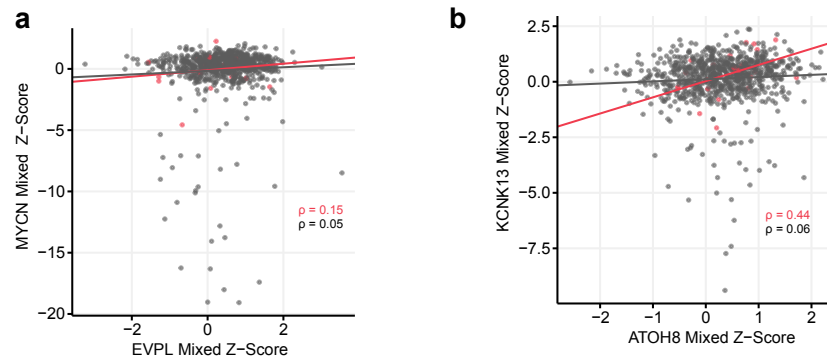 a
MYCN Mixed Z−Score
0
−5
−10
−15
−20
ρ = 0.15
ρ = 0.05
−2
0
2
EVPL Mixed Z−Score
b
KCNK13 Mixed Z−Score
2.5
0.0
−2.5
−5.0
−7.5
ρ = 0.44
ρ = 0.06
−2
−1
0
1
2
ATOH8 Mixed Z−Score